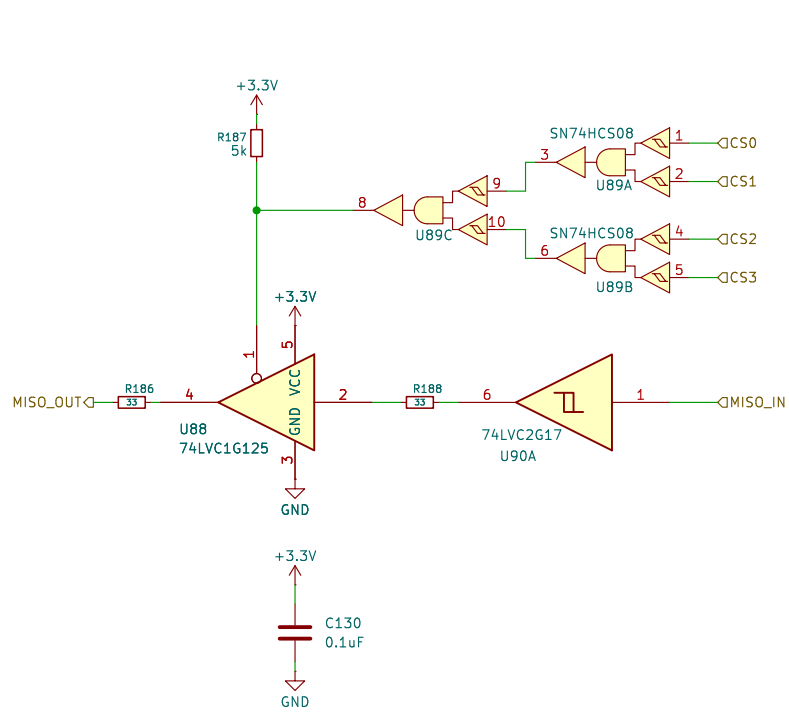 +3.3V
R187
5k
SN74HCS08
1
CS0
3
2
CS1
U89A
9
8
10
U89C
SN74HCS08
4
CS2
6
5
CS3
U89B
+3.3V
1
5
VCC
GND
3
MISO_OUT
R186
33
4
2
R188
33
6
1
MISO_IN
U88
74LVC1G125
74LVC2G17
U90A
GND
+3.3V
C130
0.1uF
GND